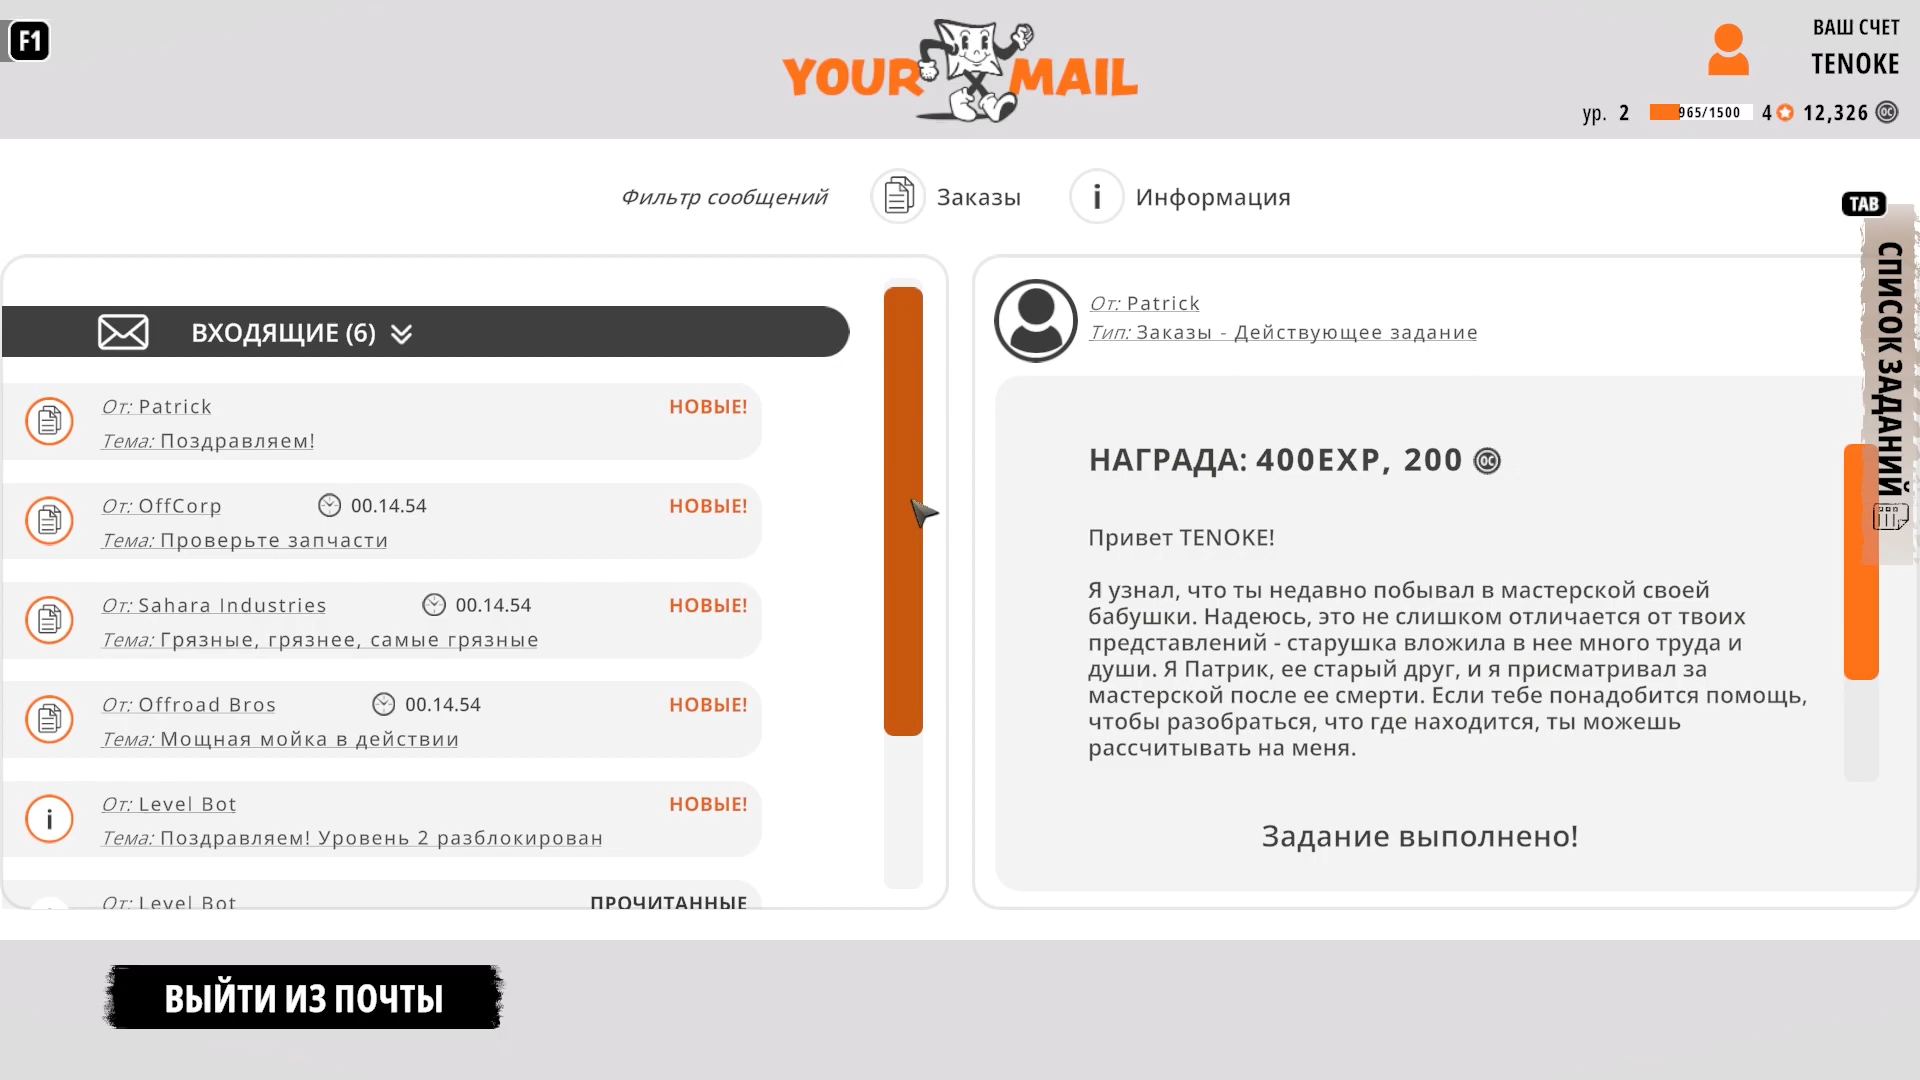 F1
YOUR MAIL
ВАШ СЧЕТ
TENOKE
ур. 2 965/1500 4 12,326 OC
Фильтр сообщений Заказы i Информация
TAB
СПИСОК ЗАДАНИЙ
ВХОДЯЩИЕ (6)
От: Patrick НОВЫЕ!
Тема: Поздравляем!
От: OffCorp 00.14.54 НОВЫЕ!
Тема: Проверьте запчасти
От: Sahara Industries 00.14.54 НОВЫЕ!
Тема: Грязные, грязнее, самые грязные
От: Offroad Bros 00.14.54 НОВЫЕ!
Тема: Мощная мойка в действии
i От: Level Bot НОВЫЕ!
Тема: Поздравляем! Уровень 2 разблокирован
От: Level Bot ПРОЧИТАННЫЕ
От: Patrick
Тип: Заказы - Действующее задание
НАГРАДА: 400EXP, 200 OC
Привет TENOKE!
Я узнал, что ты недавно побывал в мастерской своей
бабушки. Надеюсь, это не слишком отличается от твоих
представлений - старушка вложила в нее много труда и
души. Я Патрик, ее старый друг, и я присматривал за
мастерской после ее смерти. Если тебе понадобится помощь,
чтобы разобраться, что где находится, ты можешь
рассчитывать на меня.
Задание выполнено!
ВЫЙТИ ИЗ ПОЧТЫ